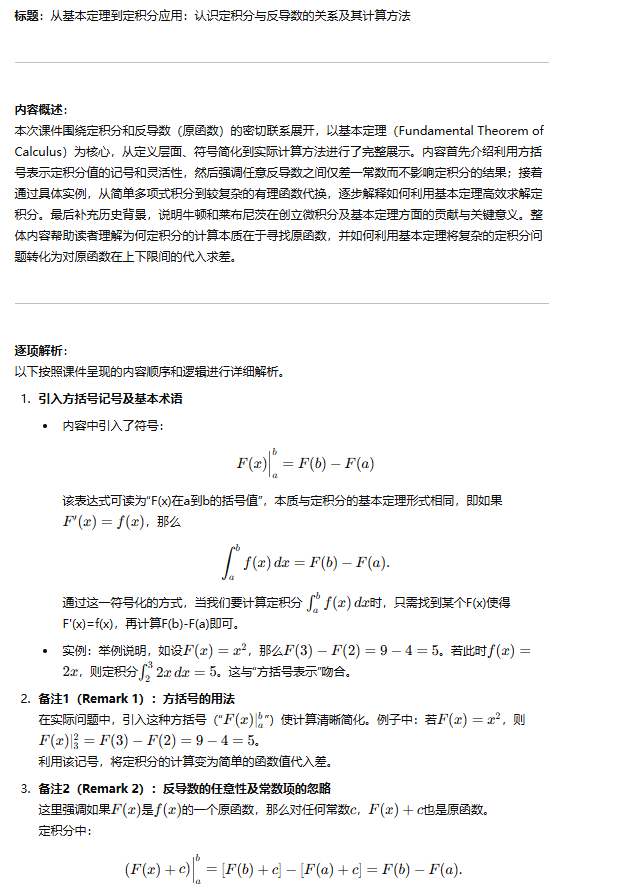 标题：从基本定理到定积分应用：认识定积分与反导数的关系及其计算方法
内容概述：
本次课件围绕定积分和反导数（原函数）的密切联系展开，以基本定理（Fundamental Theorem of
Calculus）为核心，从定义层面、符号简化到实际计算方法进行了完整展示。内容首先介绍利用方括
号表示定积分值的记号和灵活性，然后强调任意反导数之间仅差一常数而不影响定积分的结果；接着
通过具体实例，从简单多项式积分到较复杂的有理函数代换，逐步解释如何利用基本定理高效求解定
积分。最后补充历史背景，说明牛顿和莱布尼茨在创立微积分及基本定理方面的贡献与关键意义。整
体内容帮助读者理解为何定积分的计算本质在于寻找原函数，并如何利用基本定理将复杂的定积分问
题转化为对原函数在上下限间的代入求差。
逐项解析：
以下按照课件呈现的内容顺序和逻辑进行详细解析。
1. 引入方括号记号及基本术语
• 内容中引入了符号：
F(x)|_a^b = F(b) − F(a)
该表达式可读为“F(x)在a到b的括号值”，本质与定积分的基本定理形式相同，即如果
F′(x) = f(x)，那么
∫_a^b f(x) dx = F(b) − F(a).
通过这一符号化的方式，当我们要计算定积分 ∫_a^b f(x) dx时，只需找到某个F(x)使得
F'(x)=f(x)，再计算F(b)-F(a)即可。
• 实例：举例说明，如设F(x) = x²，那么F(3) − F(2) = 9 − 4 = 5。若此时f(x) =
2x，则定积分∫_2^3 2x dx = 5。这与“方括号表示”吻合。
2. 备注1（Remark 1）：方括号的用法
在实际问题中，引入这种方括号（“F(x)|_a^b”）使计算清晰简化。例子中：若F(x) = x²，则
F(x)|_3^2 = F(3) − F(2) = 9 − 4 = 5。
利用该记号，将定积分的计算变为简单的函数值代入差。
3. 备注2（Remark 2）：反导数的任意性及常数项的忽略
这里强调如果F(x)是f(x)的一个原函数，那么对任何常数c，F(x) + c也是原函数。
定积分中：
(F(x) + c)|_a^b = [F(b) + c] − [F(a) + c] = F(b) − F(a).